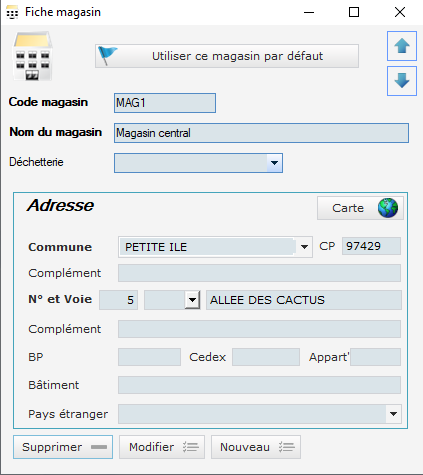 Fiche magasin
Utiliser ce magasin par défaut
Code magasin MAG1
Nom du magasin Magasin central
Déchetterie
Adresse
Carte
Commune PETITE ILE CP 97429
Complément
N° et Voie 5 ALLEE DES CACTUS
Complément
BP Cedex Appart'
Bâtiment
Pays étranger
Supprimer Modifier Nouveau